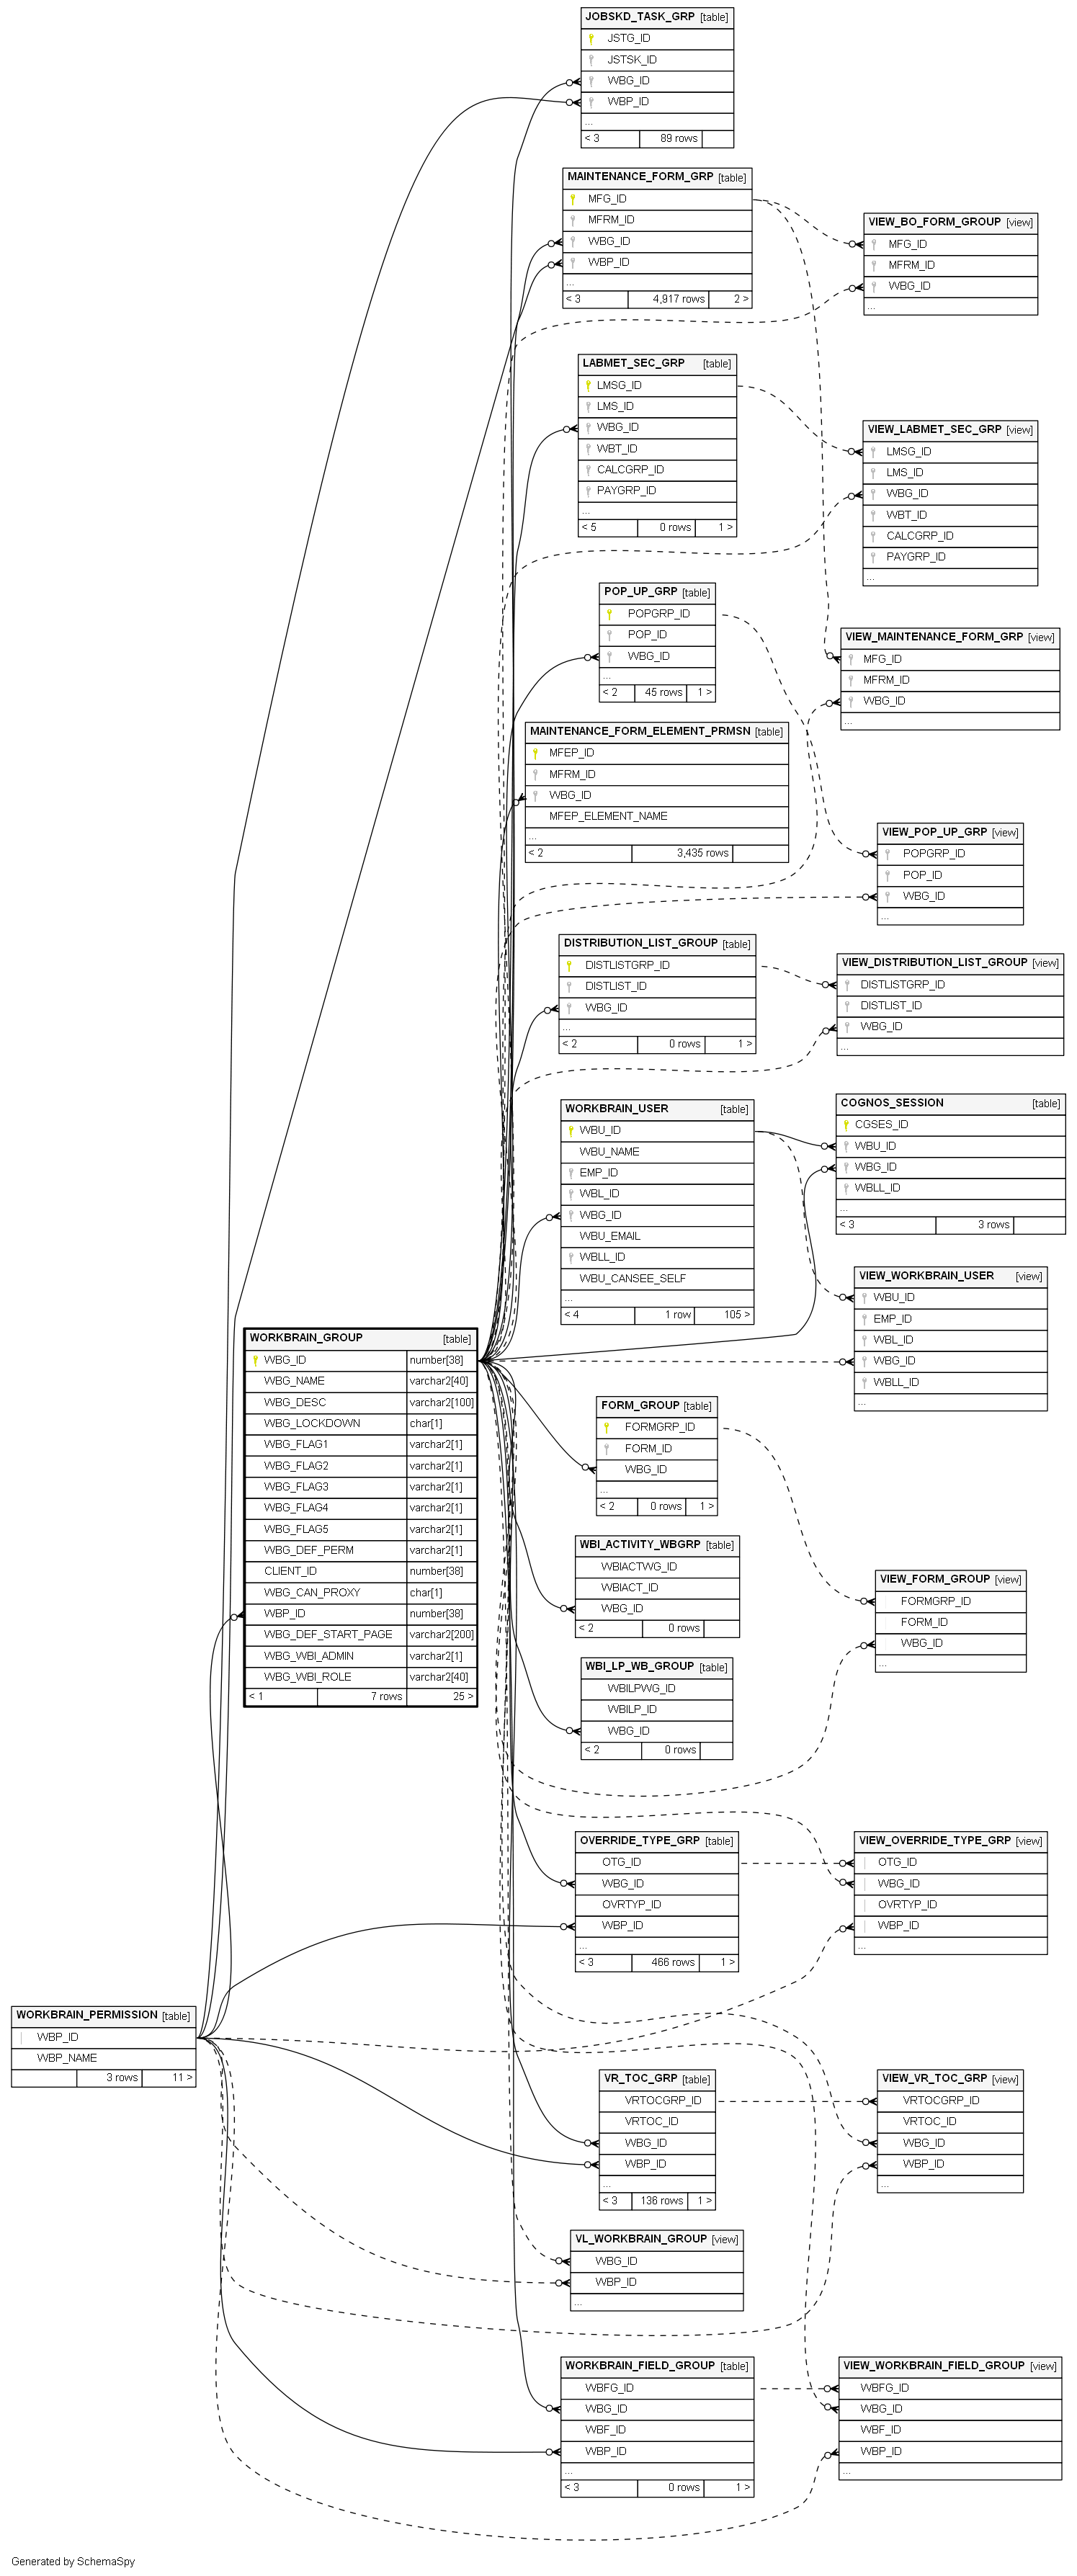 JOBSKD_TASK_GRP [table]
JSTG_ID
JSTSK_ID
WBG_ID
WBP_ID
...
< 3 89 rows
MAINTENANCE_FORM_GRP [table]
MFG_ID
MFRM_ID
WBG_ID
WBP_ID
...
< 3 4,917 rows 2 >
VIEW_BO_FORM_GROUP [view]
MFG_ID
MFRM_ID
WBG_ID
...
LABMET_SEC_GRP [table]
LMSG_ID
LMS_ID
WBG_ID
WBT_ID
CALCGRP_ID
PAYGRP_ID
...
< 5 0 rows 1 >
VIEW_LABMET_SEC_GRP [view]
LMSG_ID
LMS_ID
WBG_ID
WBT_ID
CALCGRP_ID
PAYGRP_ID
...
POP_UP_GRP [table]
POPGRP_ID
POP_ID
WBG_ID
...
< 2 45 rows 1 >
VIEW_MAINTENANCE_FORM_GRP [view]
MFG_ID
MFRM_ID
WBG_ID
...
MAINTENANCE_FORM_ELEMENT_PRMSN [table]
MFEP_ID
MFRM_ID
WBG_ID
MFEP_ELEMENT_NAME
...
< 2 3,435 rows
VIEW_POP_UP_GRP [view]
POPGRP_ID
POP_ID
WBG_ID
...
DISTRIBUTION_LIST_GROUP [table]
DISTLISTGRP_ID
DISTLIST_ID
WBG_ID
...
< 2 0 rows 1 >
VIEW_DISTRIBUTION_LIST_GROUP [view]
DISTLISTGRP_ID
DISTLIST_ID
WBG_ID
...
WORKBRAIN_USER [table]
WBU_ID
WBU_NAME
EMP_ID
WBL_ID
WBG_ID
WBU_EMAIL
WBLL_ID
WBU_CANSEE_SELF
...
< 4 1 row 105 >
COGNOS_SESSION [table]
CGSES_ID
WBU_ID
WBG_ID
WBLL_ID
...
< 3 3 rows
VIEW_WORKBRAIN_USER [view]
WBU_ID
EMP_ID
WBL_ID
WBG_ID
WBLL_ID
...
WORKBRAIN_GROUP [table]
WBG_ID number[38]
WBG_NAME varchar2[40]
WBG_DESC varchar2[100]
WBG_LOCKDOWN char[1]
WBG_FLAG1 varchar2[1]
WBG_FLAG2 varchar2[1]
WBG_FLAG3 varchar2[1]
WBG_FLAG4 varchar2[1]
WBG_FLAG5 varchar2[1]
WBG_DEF_PERM varchar2[1]
CLIENT_ID number[38]
WBG_CAN_PROXY char[1]
WBP_ID number[38]
WBG_DEF_START_PAGE varchar2[200]
WBG_WBI_ADMIN varchar2[1]
WBG_WBI_ROLE varchar2[40]
< 1 7 rows 25 >
FORM_GROUP [table]
FORMGRP_ID
FORM_ID
WBG_ID
...
< 2 0 rows 1 >
WBI_ACTIVITY_WBGRP [table]
WBIACTWG_ID
WBIACT_ID
WBG_ID
< 2 0 rows
VIEW_FORM_GROUP [view]
FORMGRP_ID
FORM_ID
WBG_ID
...
WBI_LP_WB_GROUP [table]
WBILPWG_ID
WBILP_ID
WBG_ID
< 2 0 rows
OVERRIDE_TYPE_GRP [table]
OTG_ID
WBG_ID
OVRTYP_ID
WBP_ID
...
< 3 466 rows 1 >
VIEW_OVERRIDE_TYPE_GRP [view]
OTG_ID
WBG_ID
OVRTYP_ID
WBP_ID
...
WORKBRAIN_PERMISSION [table]
WBP_ID
WBP_NAME
3 rows 11 >
VR_TOC_GRP [table]
VRTOCGRP_ID
VRTOC_ID
WBG_ID
WBP_ID
...
< 3 136 rows 1 >
VIEW_VR_TOC_GRP [view]
VRTOCGRP_ID
VRTOC_ID
WBG_ID
WBP_ID
...
VL_WORKBRAIN_GROUP [view]
WBG_ID
WBP_ID
...
WORKBRAIN_FIELD_GROUP [table]
WBFG_ID
WBG_ID
WBF_ID
WBP_ID
...
< 3 0 rows 1 >
VIEW_WORKBRAIN_FIELD_GROUP [view]
WBFG_ID
WBG_ID
WBF_ID
WBP_ID
...
Generated by SchemaSpy